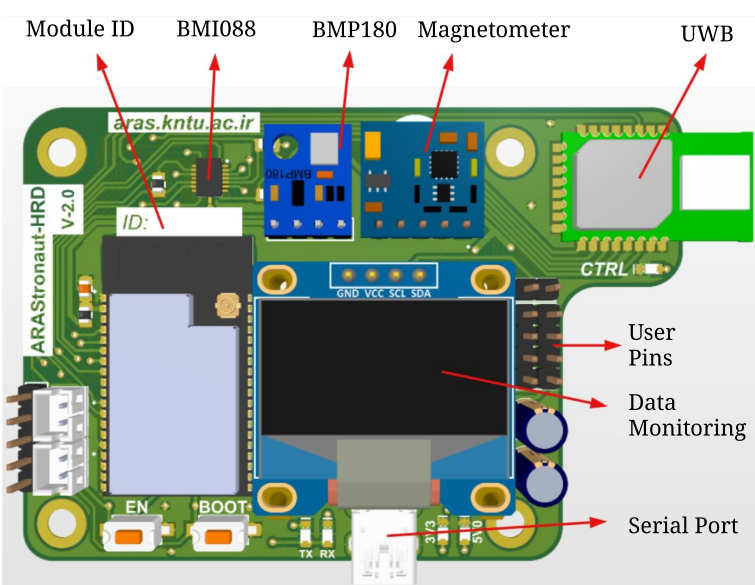 Module ID
BMI088
BMP180
Magnetometer
UWB
aras.kntu.ac.ir
BMP180
ARAStronaut-HRD
V-2.0
ID:
CTRL
GND VCC SCL SDA
User
Pins
Data
Monitoring
EN
BOOT
TX RX
3V3
5V0
Serial Port